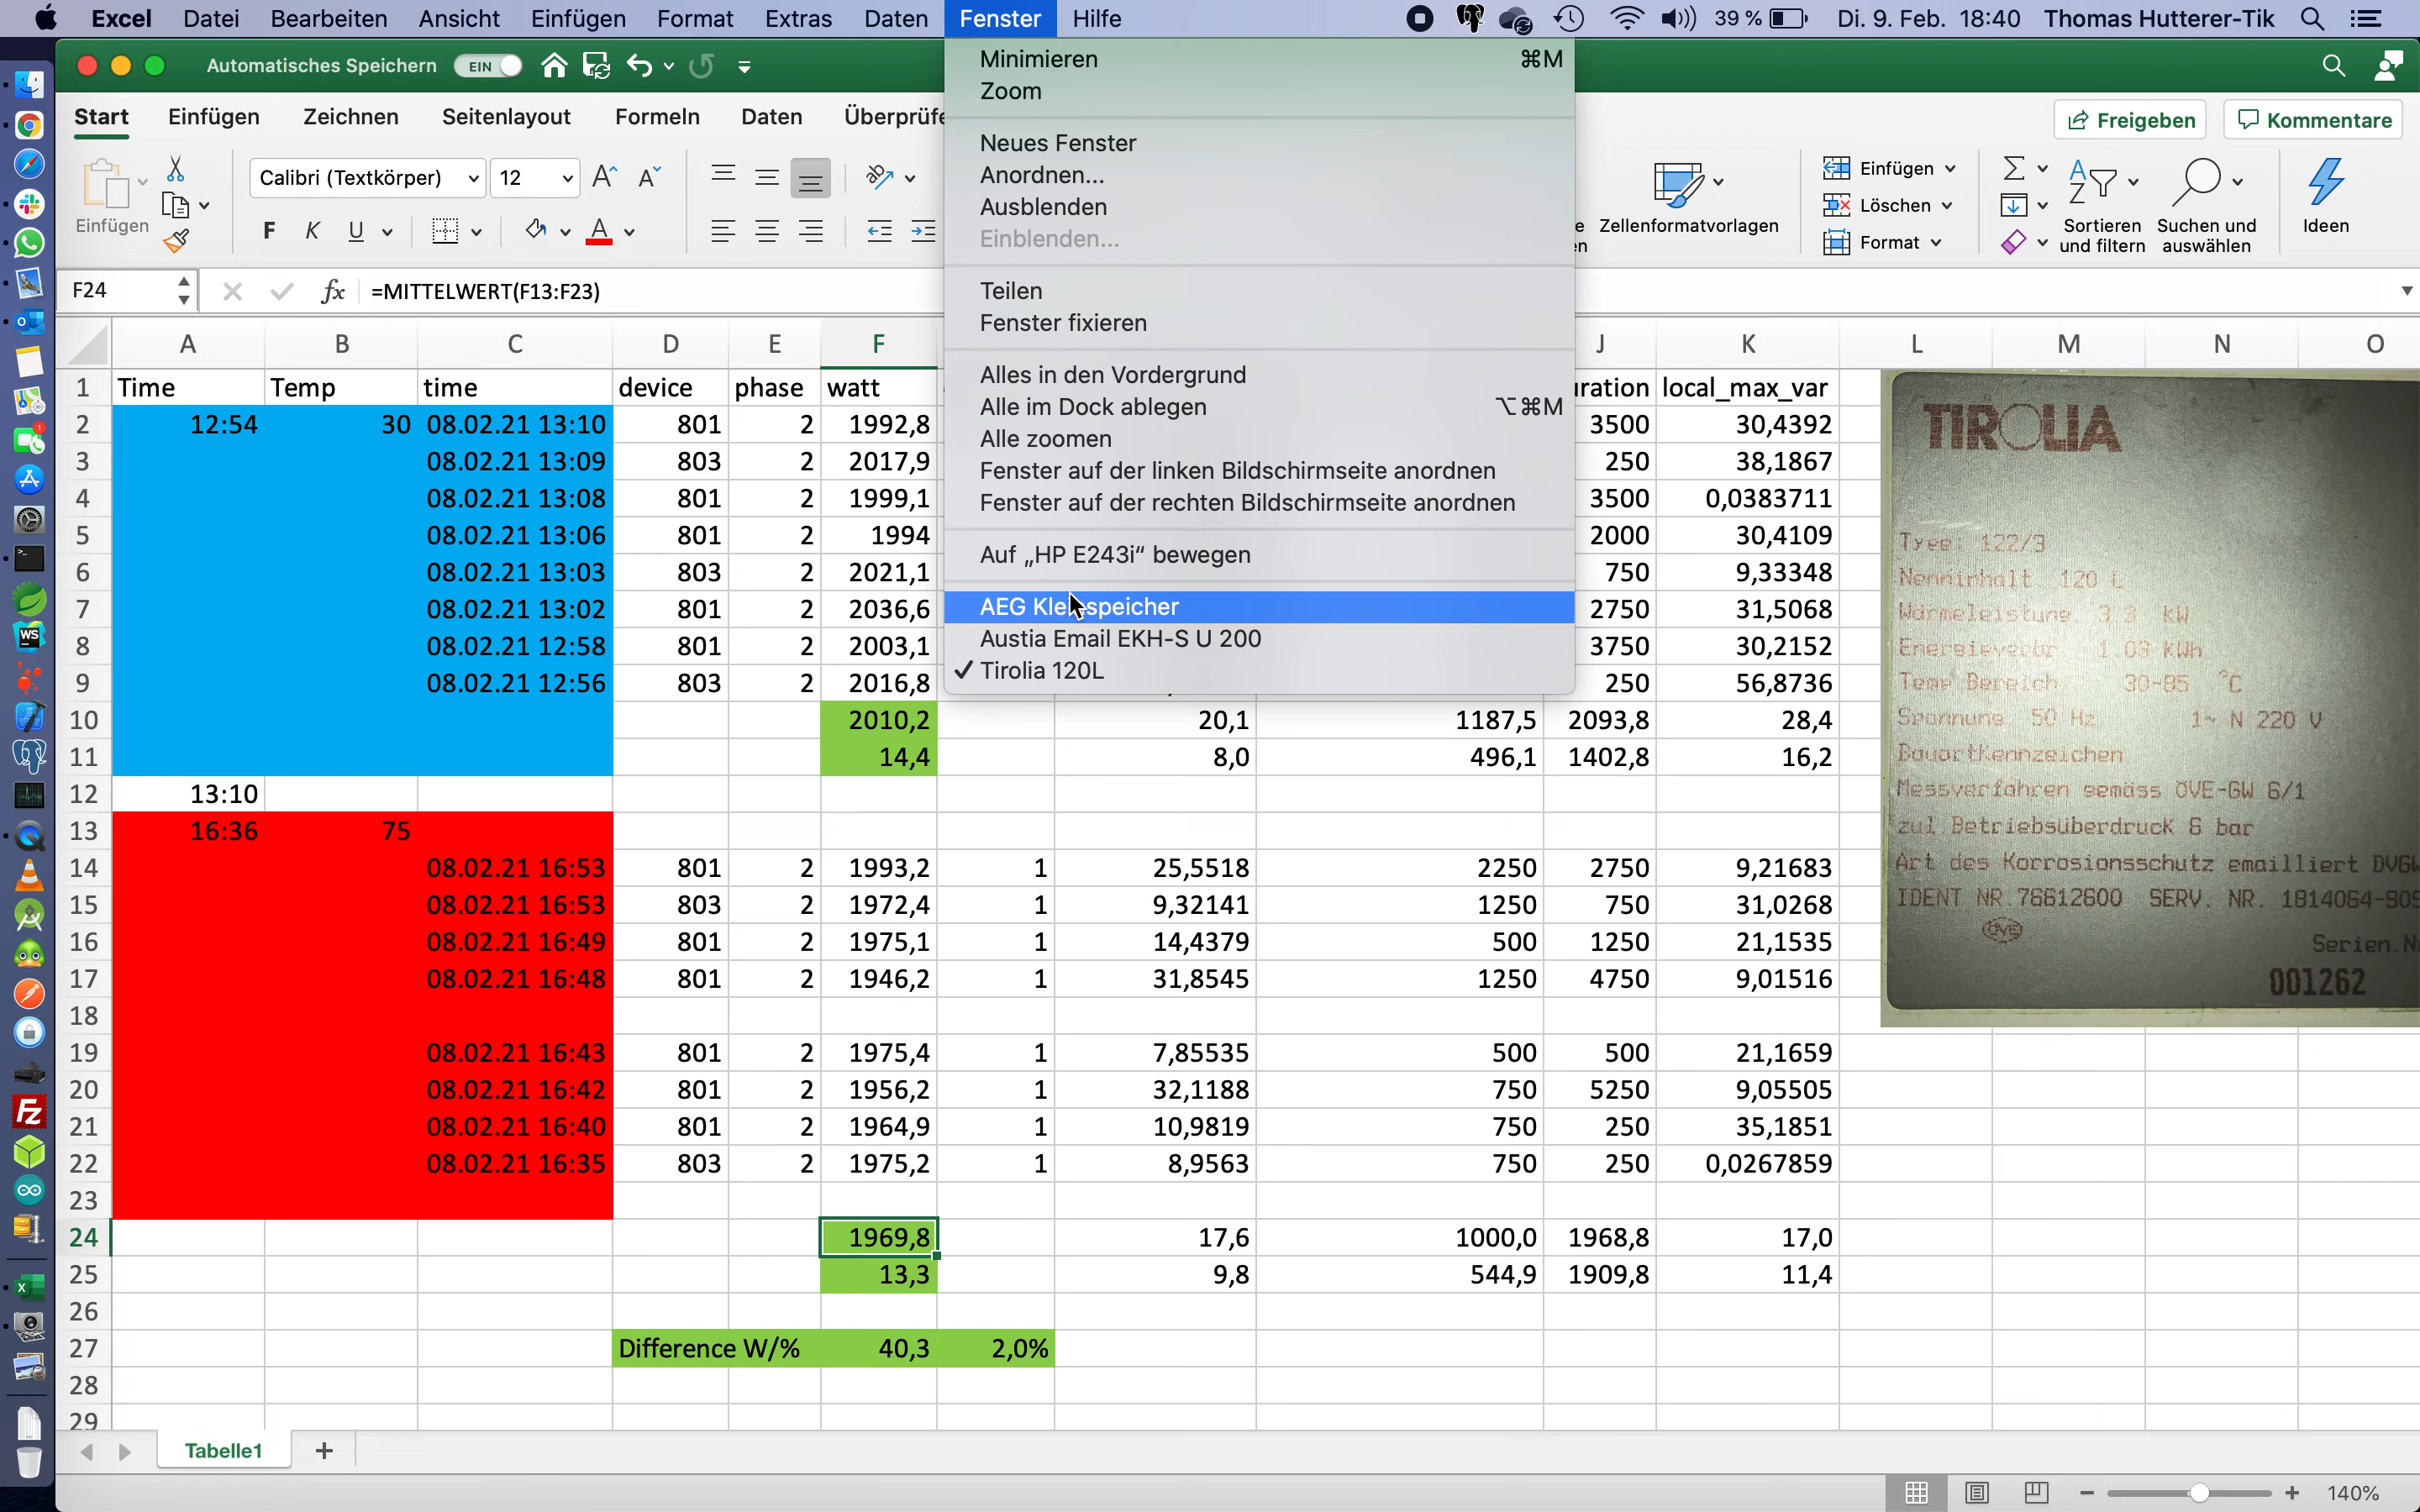 Excel Datei Bearbeiten Ansicht Einfügen Format Extras Daten Fenster Hilfe 39 % Di. 9. Feb. 18:40 Thomas Hutterer-Tik
Automatisches Speichern EIN
Start Einfügen Zeichnen Seitenlayout Formeln Daten Freigeben Kommentare
Einfügen Calibri (Textkörper) 12
F K U
Zellenformatvorlagen
Einfügen
Löschen
Format
Sortieren und filtern
Suchen und auswählen
Ideen
F24 fx =MITTELWERT(F13:F23)
Minimieren ⌘M
Zoom
Neues Fenster
Anordnen...
Ausblenden
Einblenden...
Teilen
Fenster fixieren
Alles in den Vordergrund
Alle im Dock ablegen ⌥⌘M
Alle zoomen
Fenster auf der linken Bildschirmseite anordnen
Fenster auf der rechten Bildschirmseite anordnen
Auf „HP E243i“ bewegen
AEG Kleinspeicher
Austia Email EKH-S U 200
✓ Tirolia 120L
A B C D E F J K L M N O
1 Time Temp time device phase watt local_max_var
2 12:54 30 08.02.21 13:10 801 2 1992,8 3500 30,4392
3 08.02.21 13:09 803 2 2017,9 250 38,1867
4 08.02.21 13:08 801 2 1999,1 3500 0,0383711
5 08.02.21 13:06 801 2 1994 2000 30,4109
6 08.02.21 13:03 803 2 2021,1 750 9,33348
7 08.02.21 13:02 801 2 2036,6 2750 31,5068
8 08.02.21 12:58 801 2 2003,1 3750 30,2152
9 08.02.21 12:56 803 2 2016,8 250 56,8736
10 2010,2 20,1 1187,5 2093,8 28,4
11 14,4 8,0 496,1 1402,8 16,2
12 13:10
13 16:36 75
14 08.02.21 16:53 801 2 1993,2 1 25,5518 2250 2750 9,21683
15 08.02.21 16:53 803 2 1972,4 1 9,32141 1250 750 31,0268
16 08.02.21 16:49 801 2 1975,1 1 14,4379 500 1250 21,1535
17 08.02.21 16:48 801 2 1946,2 1 31,8545 1250 4750 9,01516
18
19 08.02.21 16:43 801 2 1975,4 1 7,85535 500 500 21,1659
20 08.02.21 16:42 801 2 1956,2 1 32,1188 750 5250 9,05505
21 08.02.21 16:40 801 2 1964,9 1 10,9819 750 250 35,1851
22 08.02.21 16:35 803 2 1975,2 1 8,9563 750 250 0,0267859
23
24 1969,8 17,6 1000,0 1968,8 17,0
25 13,3 9,8 544,9 1909,8 11,4
26
27 Difference W/% 40,3 2,0%
28
29
TIROLIA
Type: 122/3
Nenninhalt 120 L
Wärmeleistung 3.3 kW
Energieverbr. 1.03 kWh
Temp Bereich 30-85 °C
Spannung 50 Hz 1~ N 220 V
Bauartkennzeichen
Messverfahren gemäss ÖVE-GW 6/1
zul. Betriebsüberdruck 6 bar
Art des Korrosionsschutz emailliert
IDENT NR. 76612600 SERV. NR.
ÖVE
001262
Tabelle1 +
140%